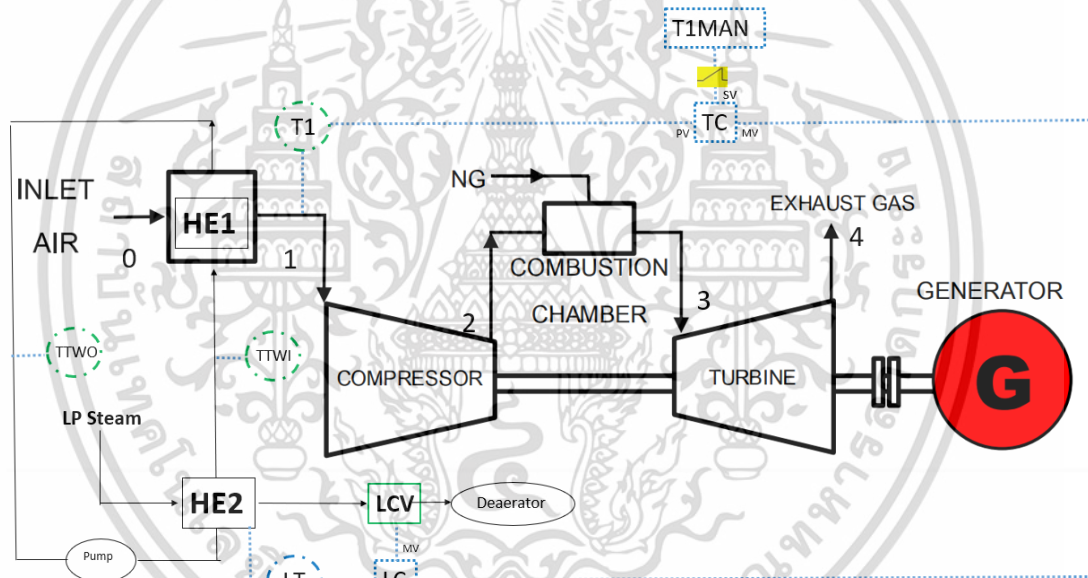 T1MAN
SV
T1
PV
TC
MV
NG
INLET
AIR
HE1
EXHAUST GAS
0
1
4
COMBUSTION
CHAMBER
2
3
GENERATOR
TTWO
TTWI
COMPRESSOR
TURBINE
G
LP Steam
HE2
LCV
Deaerator
MV
Pump
LT
LC